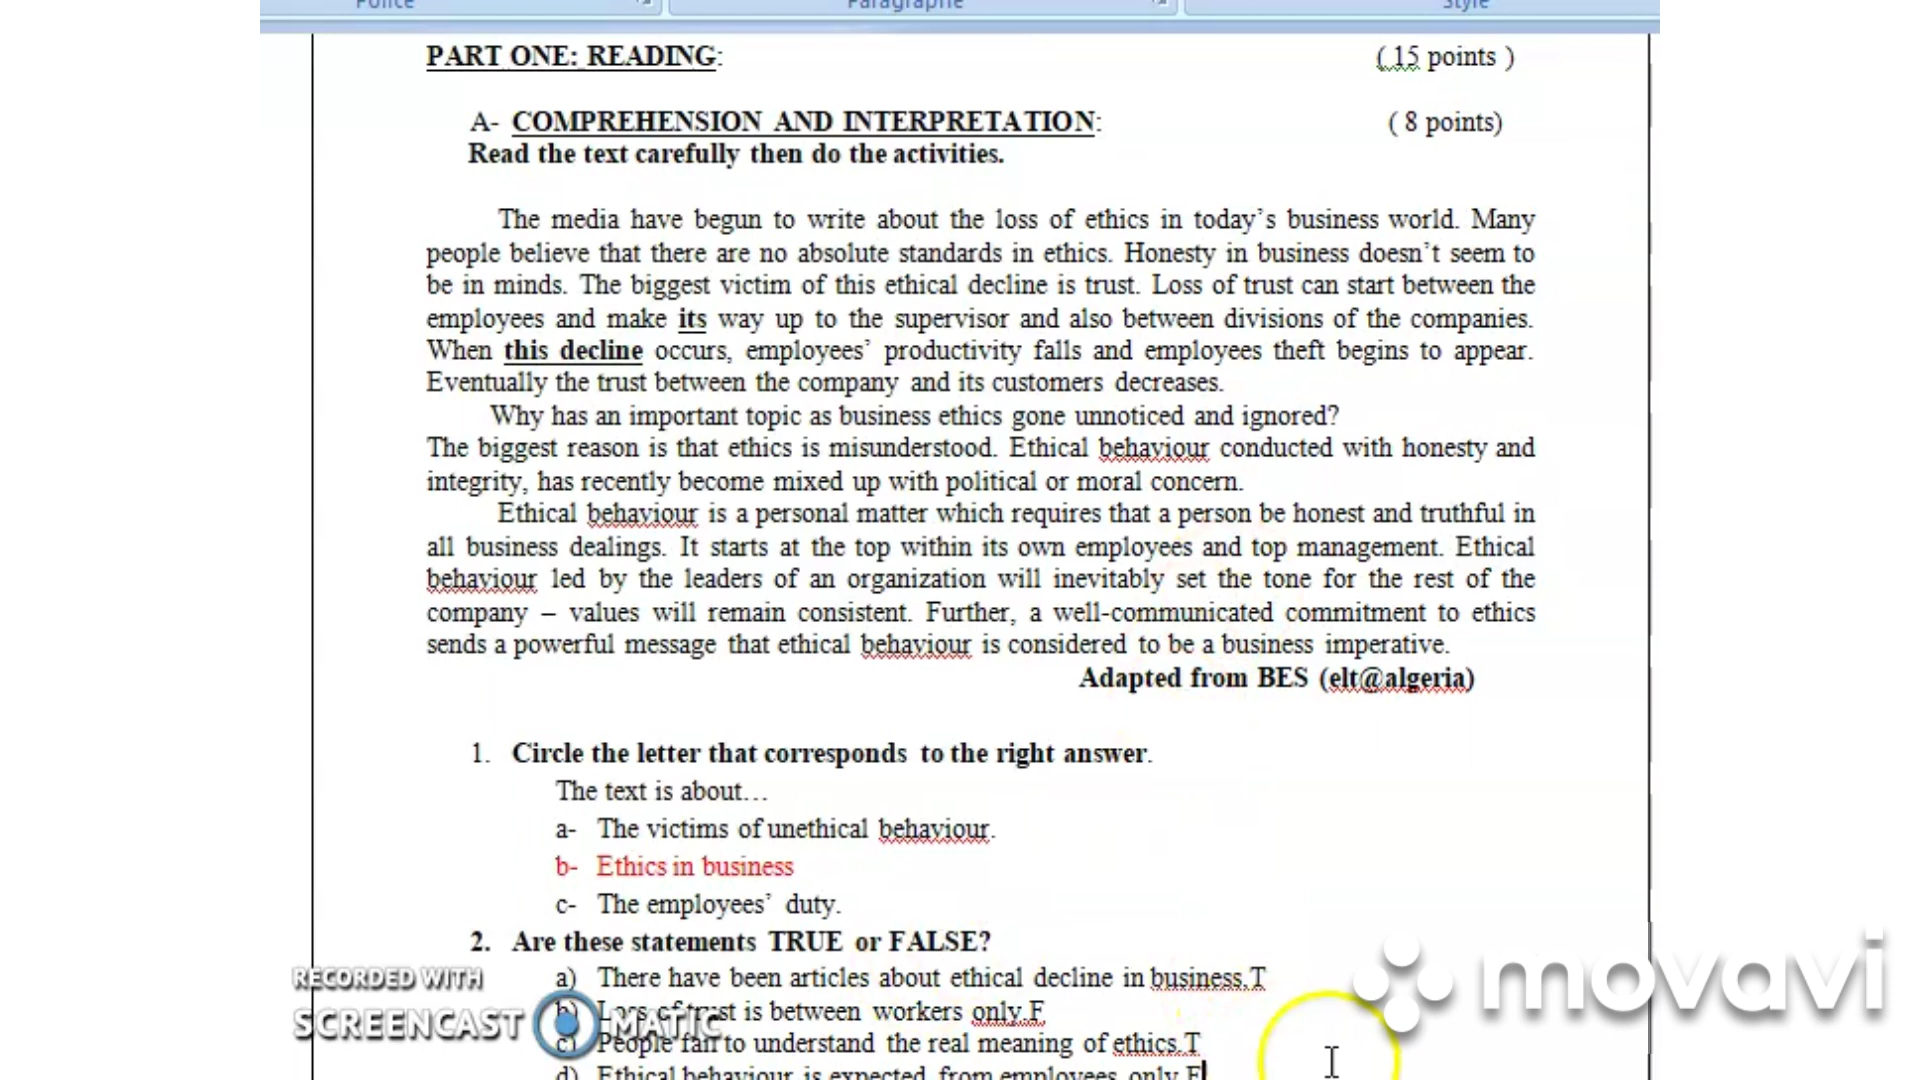 Police Paragraphe Style
PART ONE: READING: ( 15 points )
A- COMPREHENSION AND INTERPRETATION: ( 8 points)
Read the text carefully then do the activities.
The media have begun to write about the loss of ethics in today’s business world. Many
people believe that there are no absolute standards in ethics. Honesty in business doesn’t seem to
be in minds. The biggest victim of this ethical decline is trust. Loss of trust can start between the
employees and make its way up to the supervisor and also between divisions of the companies.
When this decline occurs, employees’ productivity falls and employees theft begins to appear.
Eventually the trust between the company and its customers decreases.
Why has an important topic as business ethics gone unnoticed and ignored?
The biggest reason is that ethics is misunderstood. Ethical behaviour conducted with honesty and
integrity, has recently become mixed up with political or moral concern.
Ethical behaviour is a personal matter which requires that a person be honest and truthful in
all business dealings. It starts at the top within its own employees and top management. Ethical
behaviour led by the leaders of an organization will inevitably set the tone for the rest of the
company – values will remain consistent. Further, a well-communicated commitment to ethics
sends a powerful message that ethical behaviour is considered to be a business imperative.
Adapted from BES (elt@algeria)
1. Circle the letter that corresponds to the right answer.
The text is about…
a- The victims of unethical behaviour.
b- Ethics in business
c- The employees’ duty.
2. Are these statements TRUE or FALSE?
a) There have been articles about ethical decline in business.T
b) Loss of trust is between workers only.F
c) People fail to understand the real meaning of ethics.T
d) Ethical behaviour is expected from employees only.F
RECORDED WITH
SCREENCAST MATIC
movavi